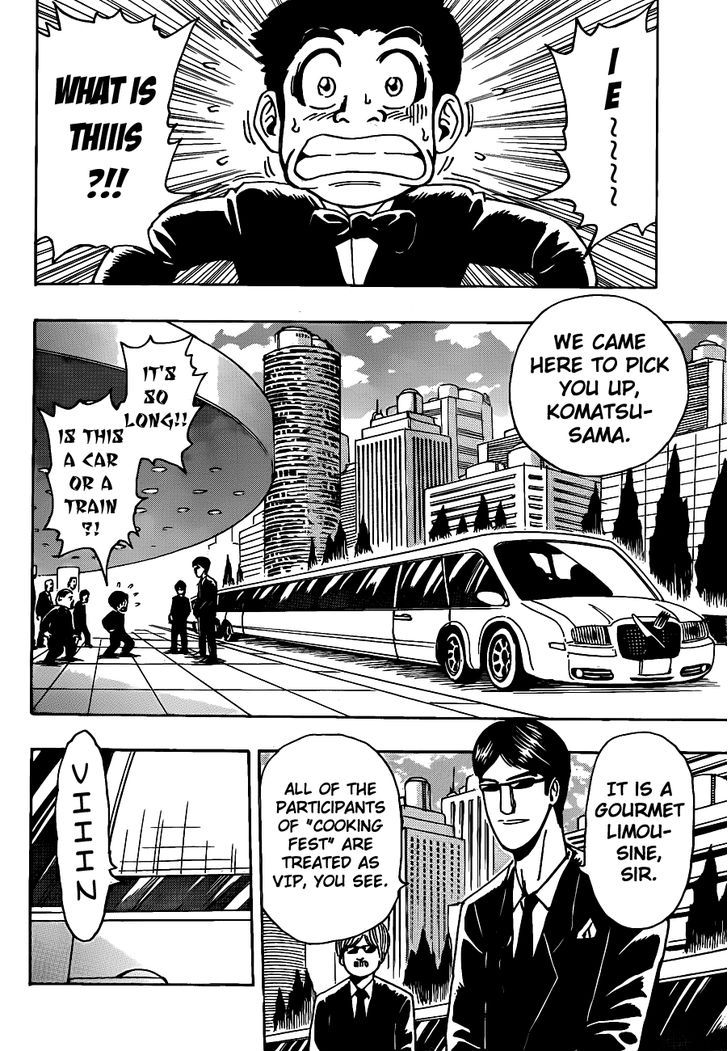 I
E~~~~
WHAT IS
THIIIS
?!!
WE CAME
HERE TO PICK
YOU UP,
KOMATSU-
SAMA.
IT'S
SO
LONG!!
IS THIS
A CAR
OR A
TRAIN
?!
IT IS A
GOURMET
LIMOU-
SINE,
SIR.
ALL OF THE
PARTICIPANTS
OF "COOKING
FEST" ARE
TREATED AS
VIP, YOU SEE.
VIIIN